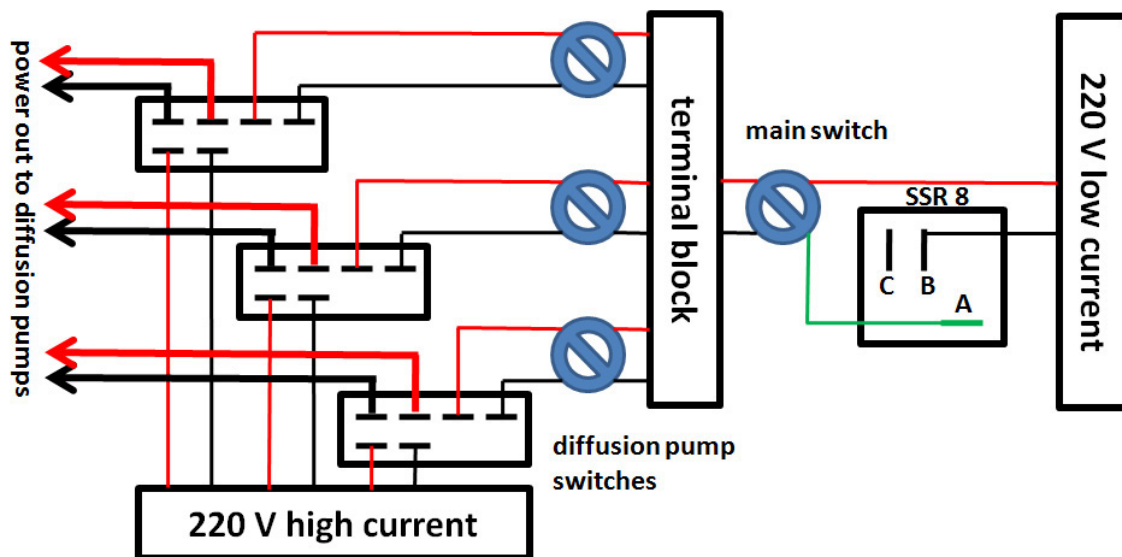 power out to diffusion pumps
terminal block
main switch
SSR 8
C
B
A
220 V low current
diffusion pump
switches
220 V high current